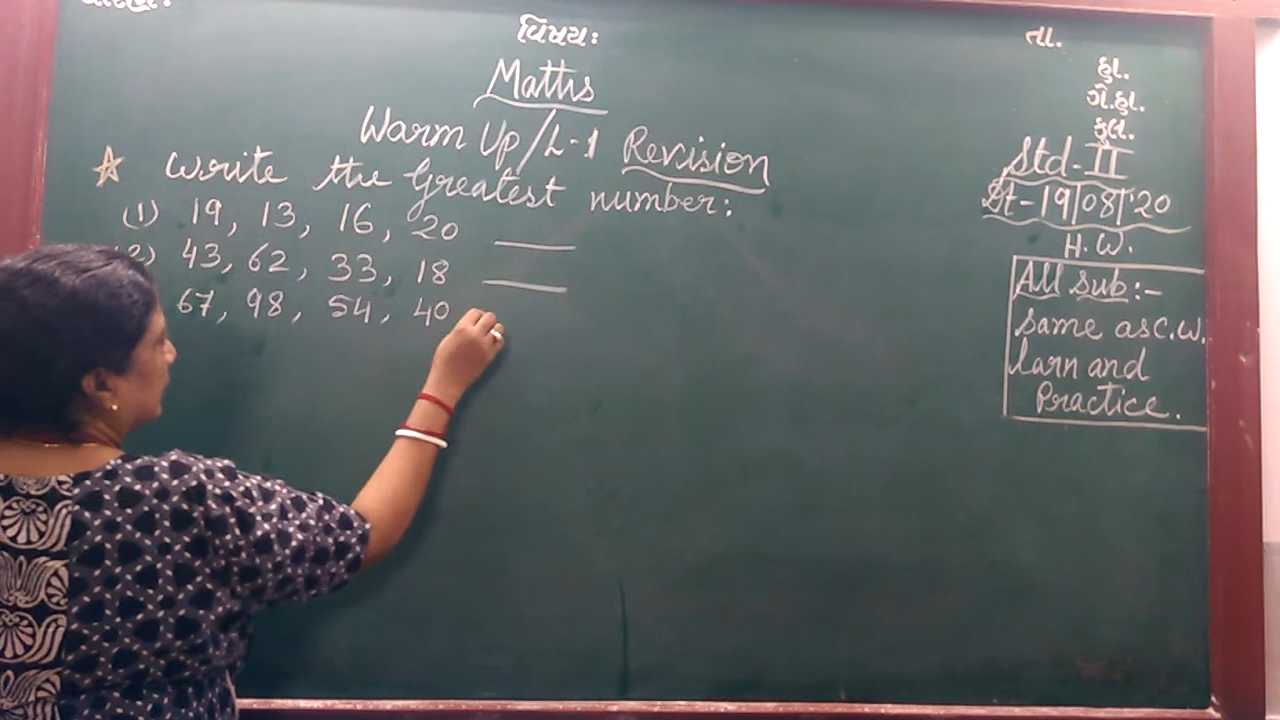 વિષય:
Maths
Warm Up/L-1 Revision
Write the Greatest number:
(1) 19, 13, 16, 20 ____
(2) 43, 62, 33, 18 ____
67, 98, 54, 40
તા.
હા.
ગે.હા.
કુલ.
Std-II
Dt-19/08/'20
H.W.
All sub:-
same as C.W.
larn and
Practice.